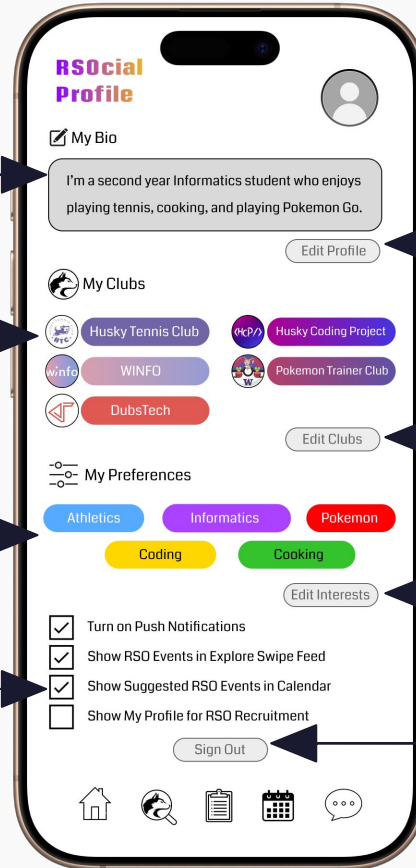 RSOcial
Profile
My Bio
I'm a second year Informatics student who enjoys
playing tennis, cooking, and playing Pokemon Go.
Edit Profile
My Clubs
BTC Husky Tennis Club
<HCP/> Husky Coding Project
winfo WINFO
W Pokemon Trainer Club
DubsTech
Edit Clubs
My Preferences
Athletics Informatics Pokemon
Coding Cooking
Edit Interests
Turn on Push Notifications
Show RSO Events in Explore Swipe Feed
Show Suggested RSO Events in Calendar
Show My Profile for RSO Recruitment
Sign Out